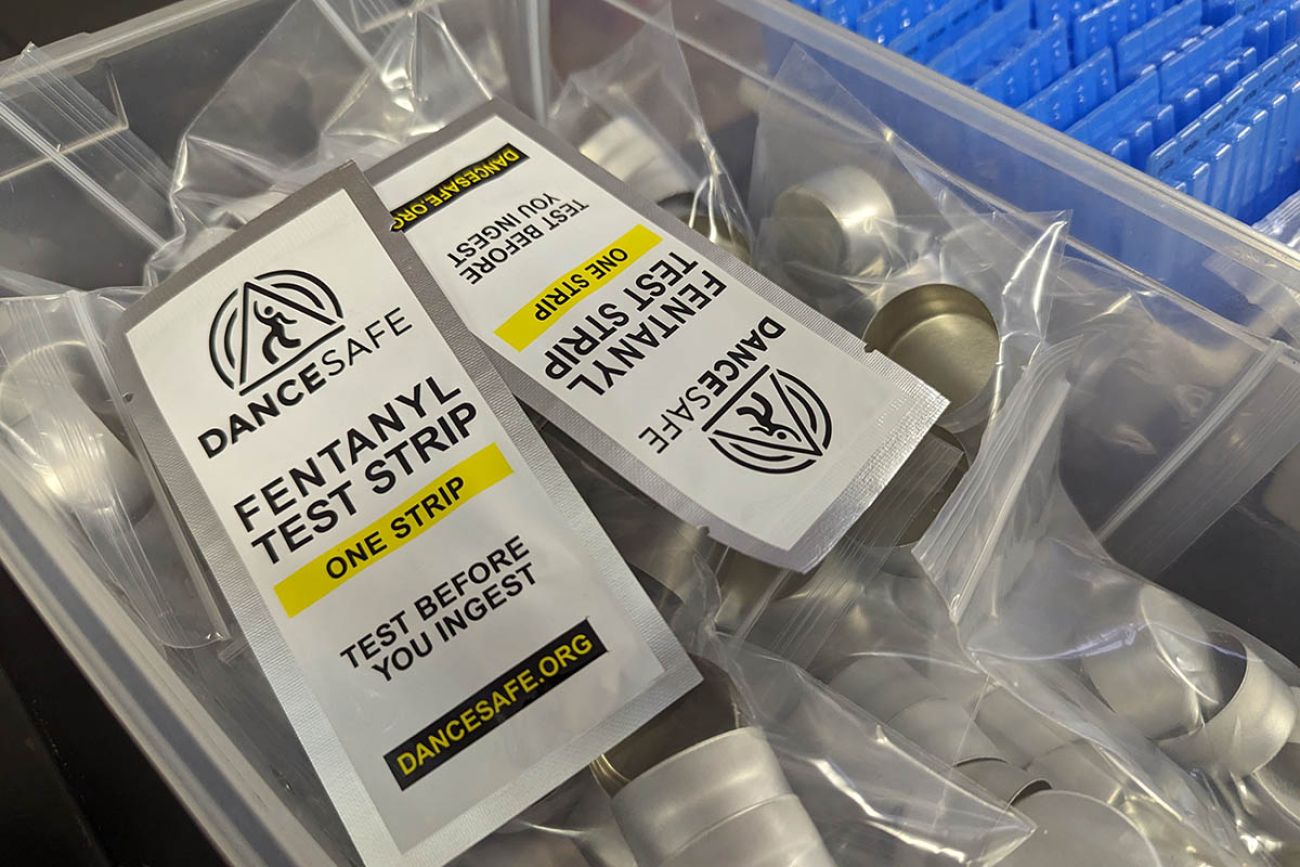 DANCESAFE
FENTANYL
TEST STRIP
ONE STRIP
TEST BEFORE
YOU INGEST
DANCESAFE.ORG
DANCESAFE
FENTANYL
TEST STRIP
ONE STRIP
TEST BEFORE
YOU INGEST
DANCESAFE.ORG